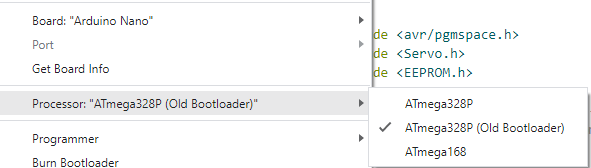 Board: "Arduino Nano"
Port
Get Board Info
Processor: "ATmega328P (Old Bootloader)"
Programmer
Burn Bootloader
de <avr/pgmspace.h>
de <Servo.h>
de <EEPROM.h>
ATmega328P
ATmega328P (Old Bootloader)
ATmega168